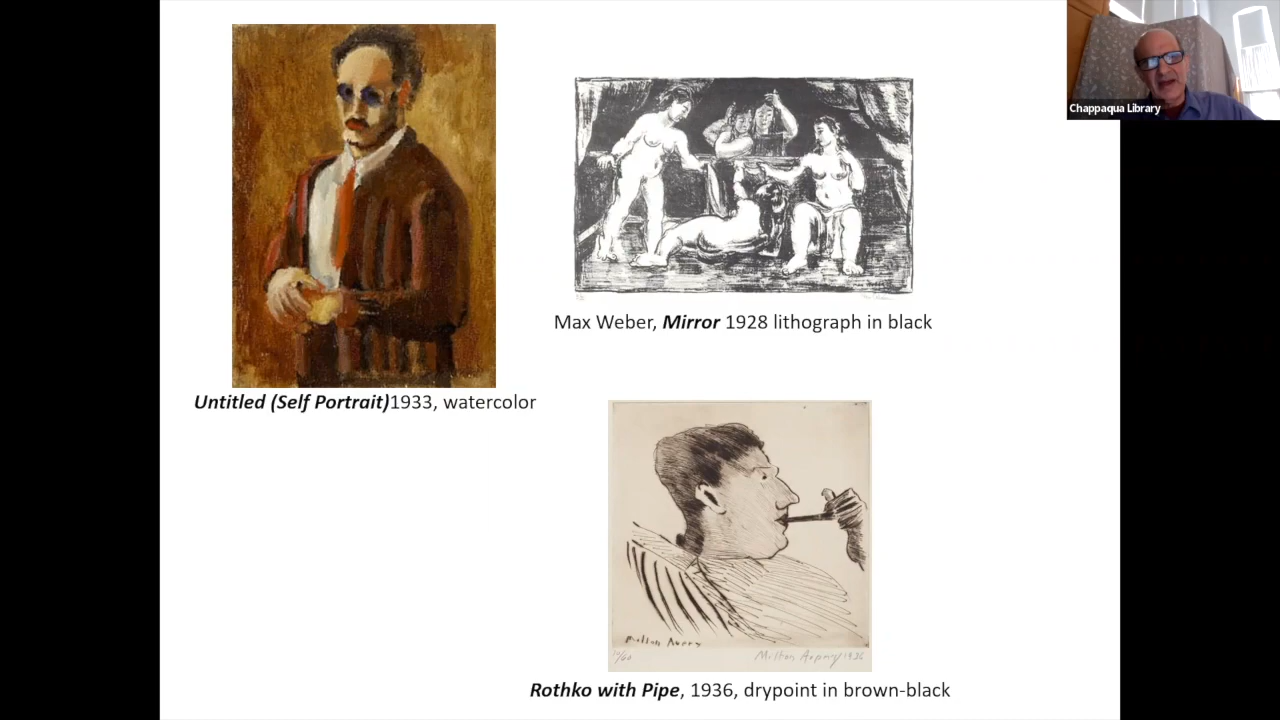 Chappaqua Library
Max Weber, Mirror 1928 lithograph in black
Untitled (Self Portrait)1933, watercolor
Milton Avery
Milton Avery 1936
Rothko with Pipe, 1936, drypoint in brown-black